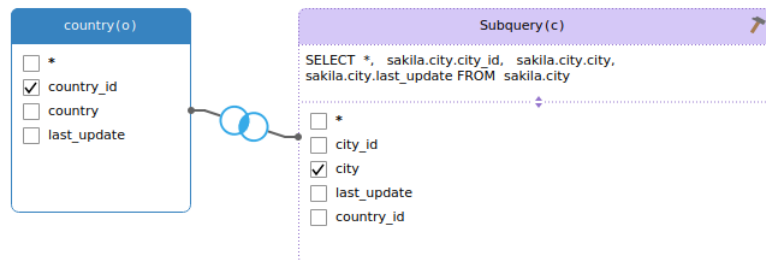 country(o)
*
country_id
country
last_update
Subquery(c)
SELECT *, sakila.city.city_id, sakila.city.city,
sakila.city.last_update FROM sakila.city
*
city_id
city
last_update
country_id